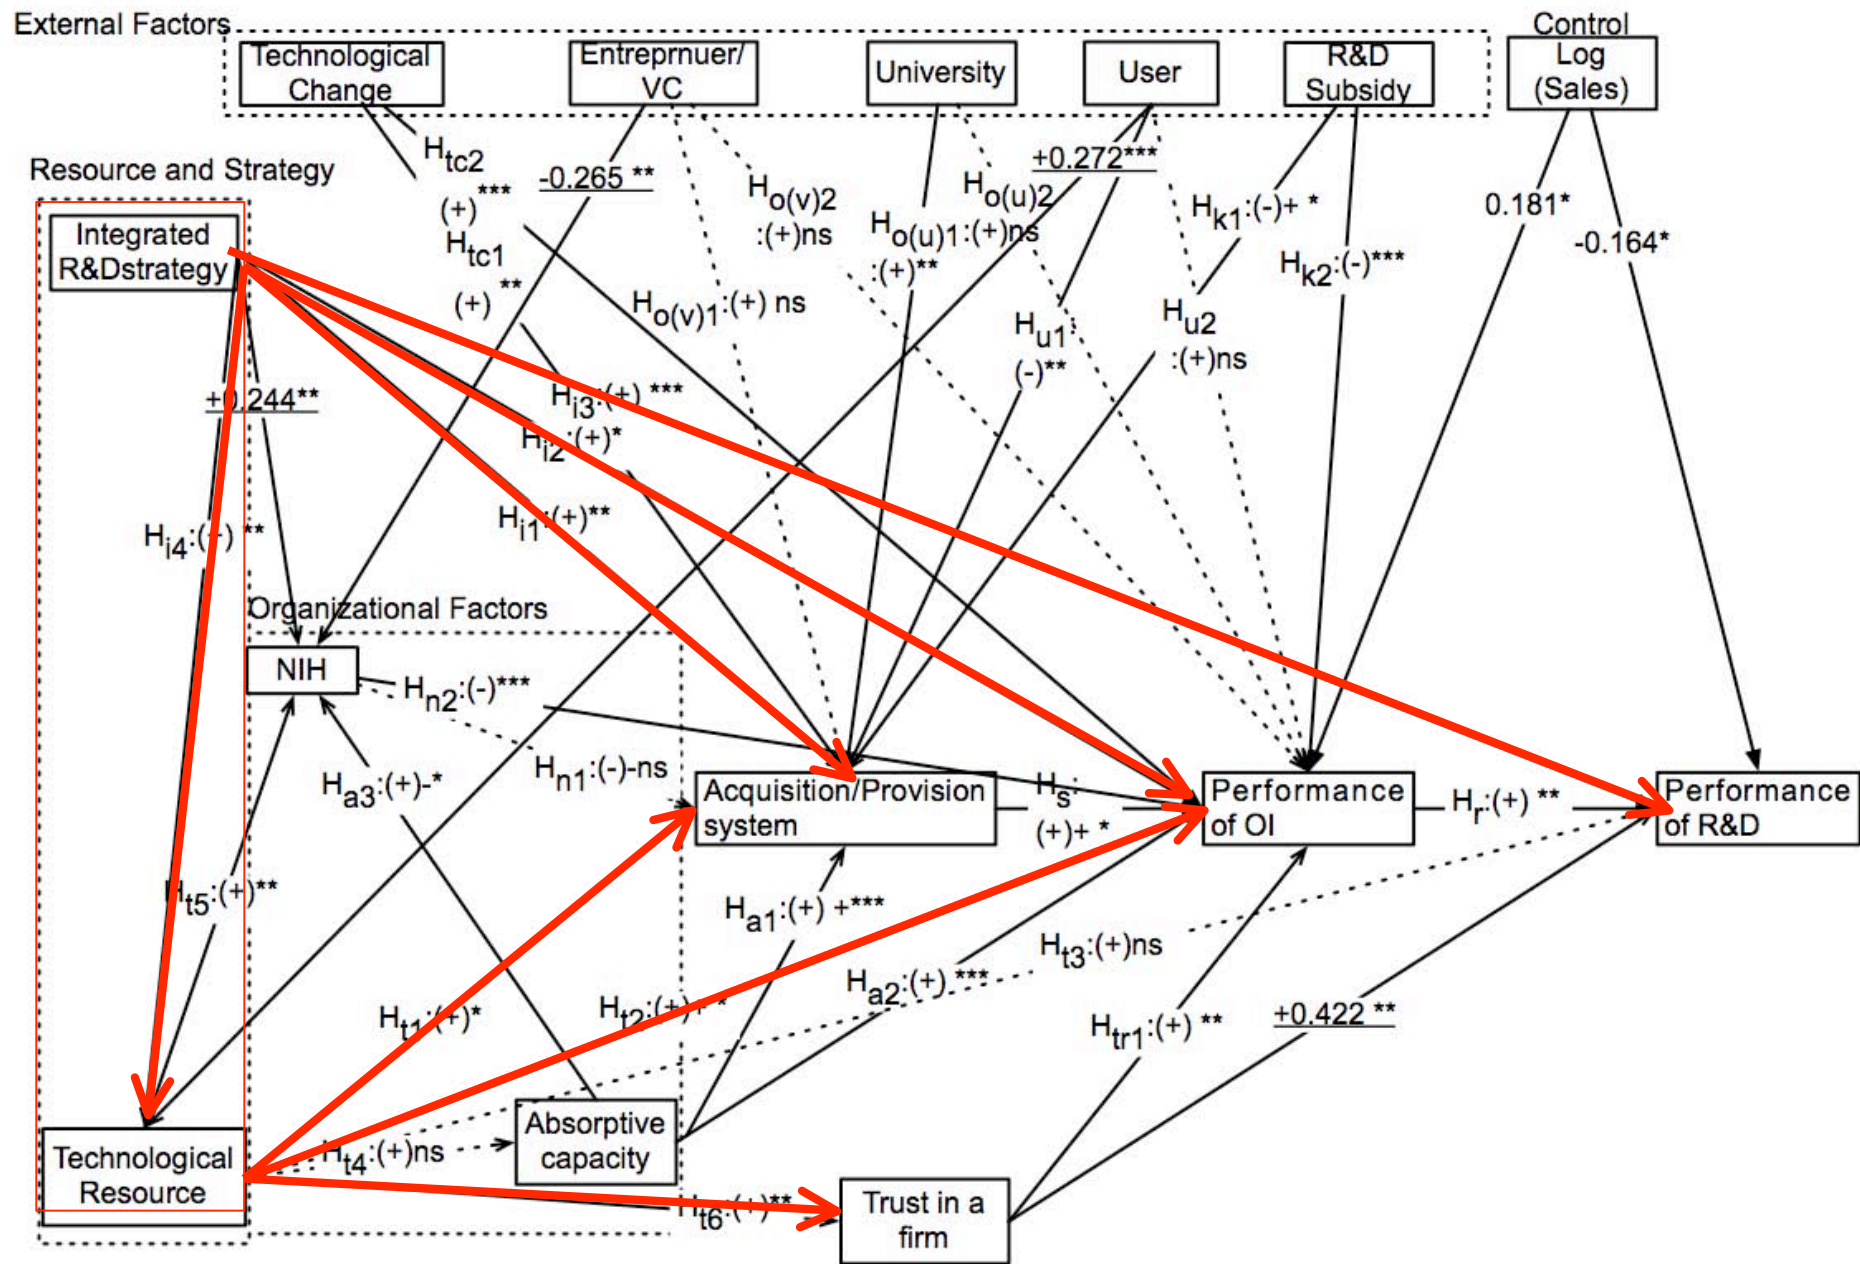 External Factors
Control
Technological
Change
Entreprnuer/
VC
University
User
R&D
Subsidy
Log
(Sales)
Resource and Strategy
Htc2
(+)***
Htc1
(+) **
-0.265 **
Ho(v)2
:(+)ns
Ho(u)2
:(+)ns
Ho(u)1
:(+)**
+0.272***
Hk1:(-)+ *
Hk2:(-)***
0.181*
-0.164*
Integrated
R&Dstrategy
Ho(v)1:(+) ns
Hu1:
(-)**
Hu2
:(+)ns
+0.244**
Hi3:(+) ***
Hi2:(+)*
Hi1:(+)**
Hi4:(+) **
Organizational Factors
NIH
Hn2:(-)***
Hn1:(-)-ns
Ha3:(+)-*
Acquisition/Provision
system
Hs:
(+)+ *
Performance
of OI
Hr:(+) **
Performance
of R&D
Ht5:(+)**
Ha1:(+) +***
Ha2:(+) ***
Ht3:(+)ns
Ht1:(+)*
Ht2:(+)+ *
Htr1:(+) **
+0.422 **
Absorptive
capacity
Ht4:(+)ns
Technological
Resource
Ht6:(+)**
Trust in a
firm